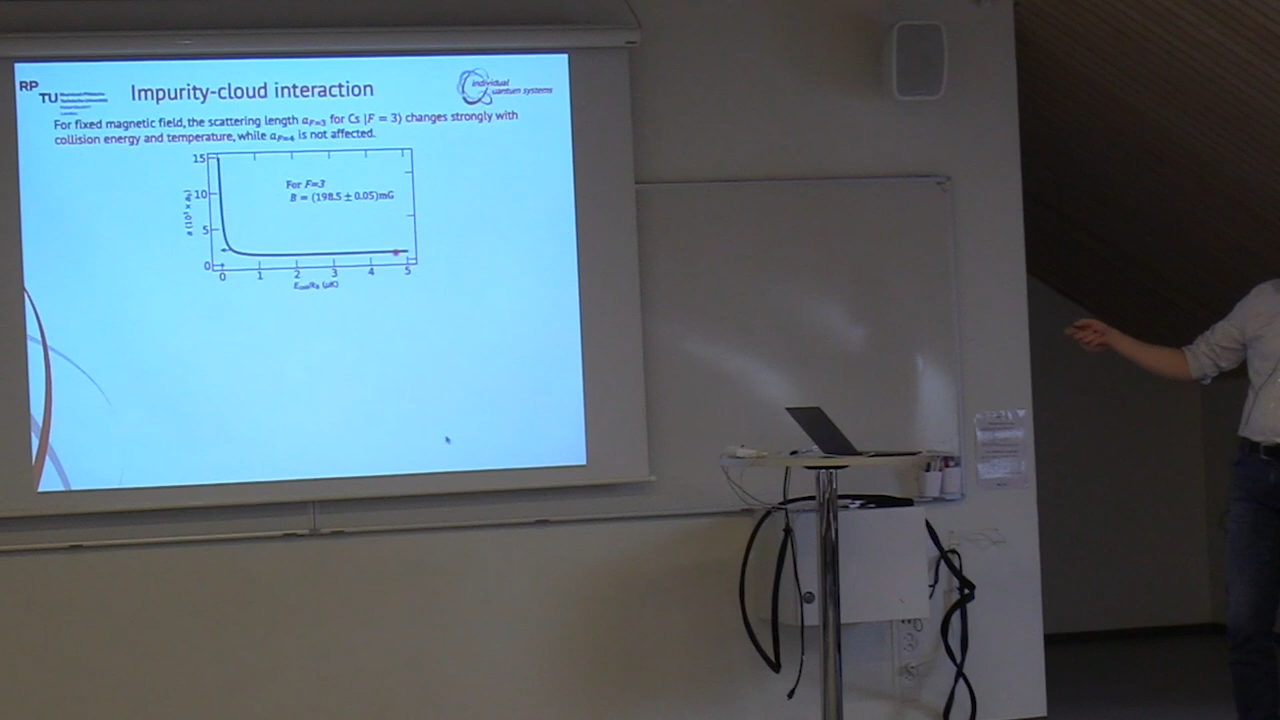 RP
TU
Impurity-cloud interaction
individual
uantum systems
For fixed magnetic field, the scattering length a_F=3 for Cs |F = 3⟩ changes strongly with
collision energy and temperature, while a_F=4 is not affected.
For F=3
B = (198.5 ± 0.05)mG
15
10
5
0
0 1 2 3 4 5